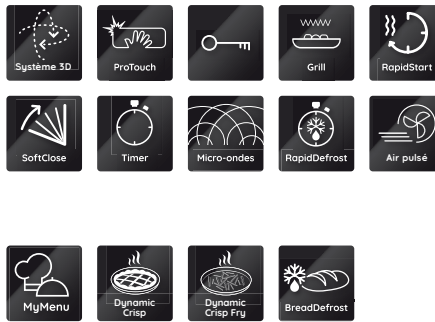 Système 3D
ProTouch
Grill
RapidStart
SoftClose
Timer
Micro-ondes
RapidDefrost
Air pulsé
MyMenu
Dynamic
Crisp
Dynamic
Crisp Fry
BreadDefrost